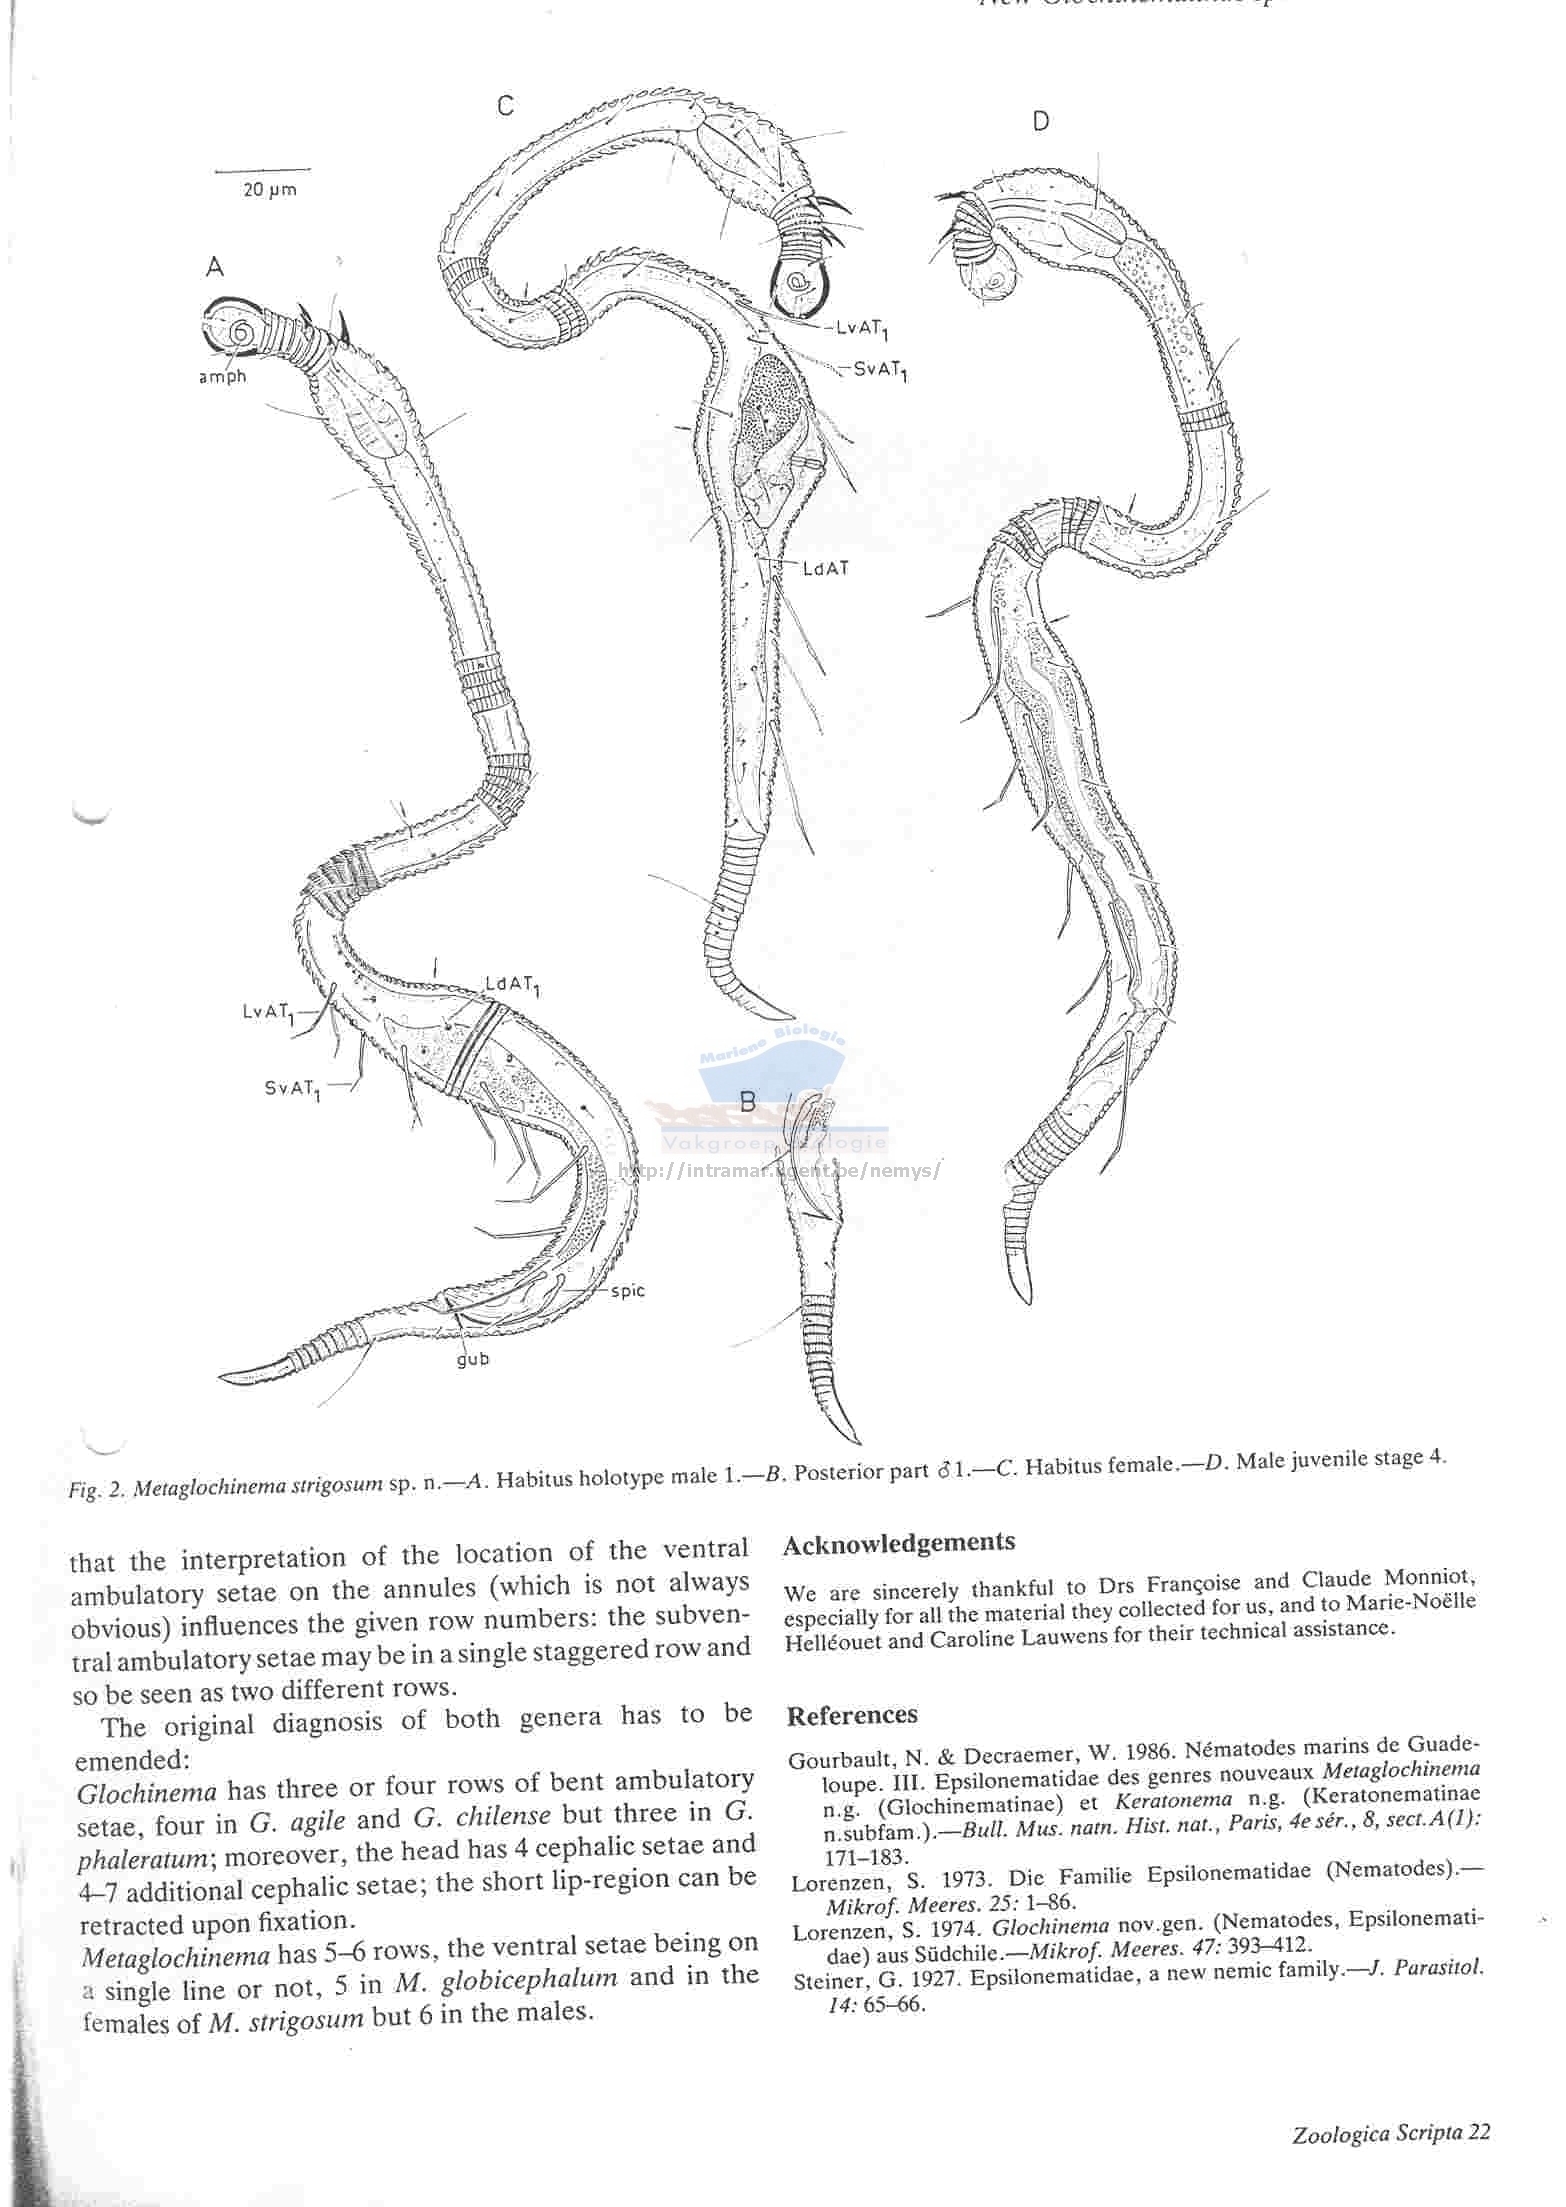 C
D
20 µm
A
amph
LvAT1
SvAT1
LdAT
LdAT1
LvAT1
SvAT1
B
spic
gub
Mariene Biologie
Vakgroep Biologie
http://intramar.ugent.be/nemys/
Fig. 2. Metaglochinema strigosum sp. n.—A. Habitus holotype male 1.—B. Posterior part ♂1.—C. Habitus female.—D. Male juvenile stage 4.
that the interpretation of the location of the ventral
ambulatory setae on the annules (which is not always
obvious) influences the given row numbers: the subven-
tral ambulatory setae may be in a single staggered row and
so be seen as two different rows.
The original diagnosis of both genera has to be
emended:
Glochinema has three or four rows of bent ambulatory
setae, four in G. agile and G. chilense but three in G.
phaleratum; moreover, the head has 4 cephalic setae and
4–7 additional cephalic setae; the short lip-region can be
retracted upon fixation.
Metaglochinema has 5–6 rows, the ventral setae being on
a single line or not, 5 in M. globicephalum and in the
females of M. strigosum but 6 in the males.
Acknowledgements
We are sincerely thankful to Drs Françoise and Claude Monniot,
especially for all the material they collected for us, and to Marie-Noëlle
Helléouet and Caroline Lauwens for their technical assistance.
References
Gourbault, N. & Decraemer, W. 1986. Nématodes marins de Guade-
loupe. III. Epsilonematidae des genres nouveaux Metaglochinema
n.g. (Glochinematinae) et Keratonema n.g. (Keratonematinae
n.subfam.).—Bull. Mus. natn. Hist. nat., Paris, 4e sér., 8, sect.A(1):
171–183.
Lorenzen, S. 1973. Die Familie Epsilonematidae (Nematodes).—
Mikrof. Meeres. 25: 1–86.
Lorenzen, S. 1974. Glochinema nov.gen. (Nematodes, Epsilonemati-
dae) aus Südchile.—Mikrof. Meeres. 47: 393–412.
Steiner, G. 1927. Epsilonematidae, a new nemic family.—J. Parasitol.
14: 65–66.
Zoologica Scripta 22